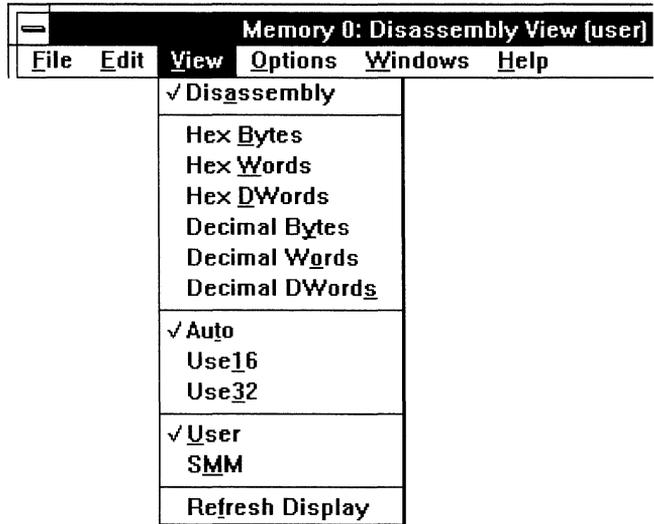 Memory 0: Disassembly View (user)
File Edit View Options Windows Help
√ Disassembly
Hex Bytes
Hex Words
Hex DWords
Decimal Bytes
Decimal Words
Decimal DWords
√ Auto
Use16
Use32
√ User
SMM
Refresh Display